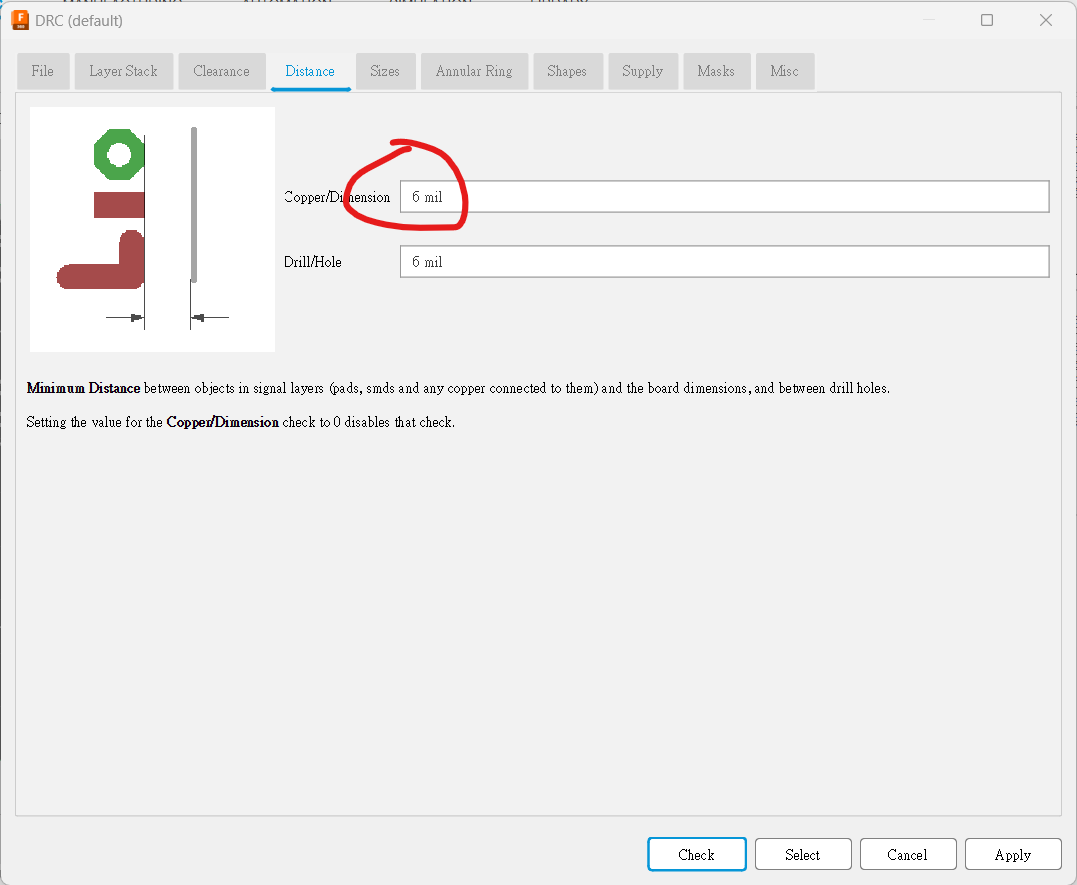 DRC (default)
File Layer Stack Clearance Distance Sizes Annular Ring Shapes Supply Masks Misc
Copper/Dimension 6 mil
Drill/Hole 6 mil
Minimum Distance between objects in signal layers (pads, smds and any copper connected to them) and the board dimensions, and between drill holes.
Setting the value for the Copper/Dimension check to 0 disables that check.
Check Select Cancel Apply